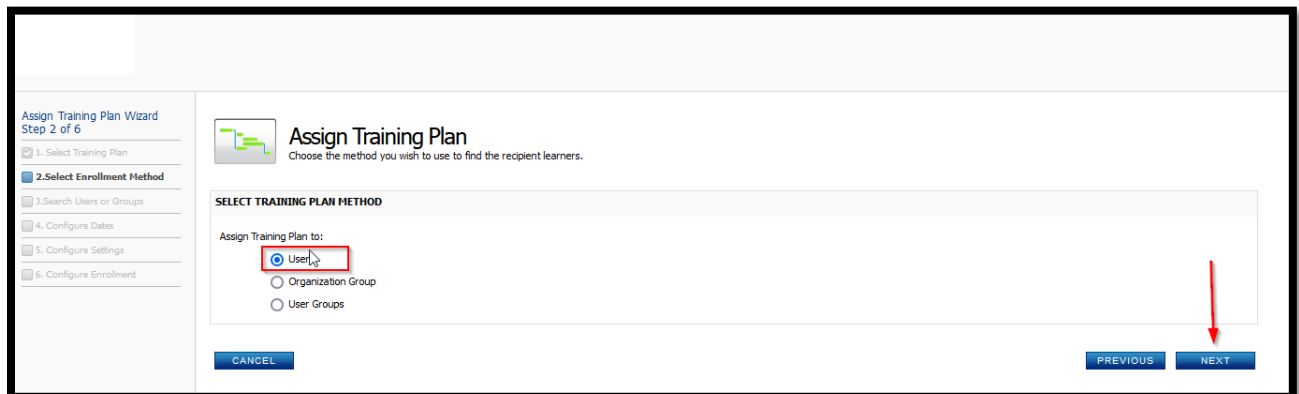 Assign Training Plan Wizard
Step 2 of 6
1. Select Training Plan
2.Select Enrollment Method
3.Search Users or Groups
4. Configure Dates
5. Configure Settings
6. Configure Enrollment
Assign Training Plan
Choose the method you wish to use to find the recipient learners.
SELECT TRAINING PLAN METHOD
Assign Training Plan to:
User
Organization Group
User Groups
CANCEL
PREVIOUS
NEXT